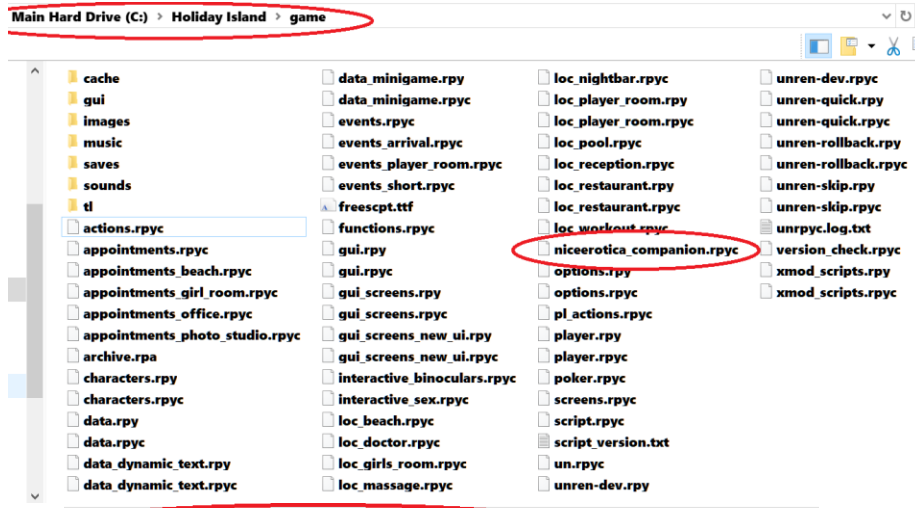 Main Hard Drive (C:) > Holiday Island > game
cache
gui
images
music
saves
sounds
tl
actions.rpyc
appointments.rpyc
appointments_beach.rpyc
appointments_girl_room.rpyc
appointments_office.rpyc
appointments_photo_studio.rpyc
archive.rpa
characters.rpy
characters.rpyc
data.rpy
data.rpyc
data_dynamic_text.rpy
data_dynamic_text.rpyc
data_minigame.rpy
data_minigame.rpyc
events.rpyc
events_arrival.rpyc
events_player_room.rpyc
events_short.rpyc
freescpt.ttf
functions.rpyc
gui.rpy
gui.rpyc
gui_screens.rpy
gui_screens.rpyc
gui_screens_new_ui.rpy
gui_screens_new_ui.rpyc
interactive_binoculars.rpyc
interactive_sex.rpyc
loc_beach.rpyc
loc_doctor.rpyc
loc_girls_room.rpyc
loc_massage.rpyc
loc_nightbar.rpyc
loc_player_room.rpy
loc_player_room.rpyc
loc_pool.rpyc
loc_reception.rpyc
loc_restaurant.rpy
loc_restaurant.rpyc
loc_workout.rpyc
niceerotica_companion.rpyc
options.rpy
options.rpyc
pl_actions.rpyc
player.rpy
player.rpyc
poker.rpyc
screens.rpyc
script.rpyc
script_version.txt
un.rpyc
unren-dev.rpy
unren-dev.rpyc
unren-quick.rpy
unren-quick.rpyc
unren-rollback.rpy
unren-rollback.rpyc
unren-skip.rpy
unren-skip.rpyc
unrpyc.log.txt
version_check.rpyc
xmod_scripts.rpy
xmod_scripts.rpyc